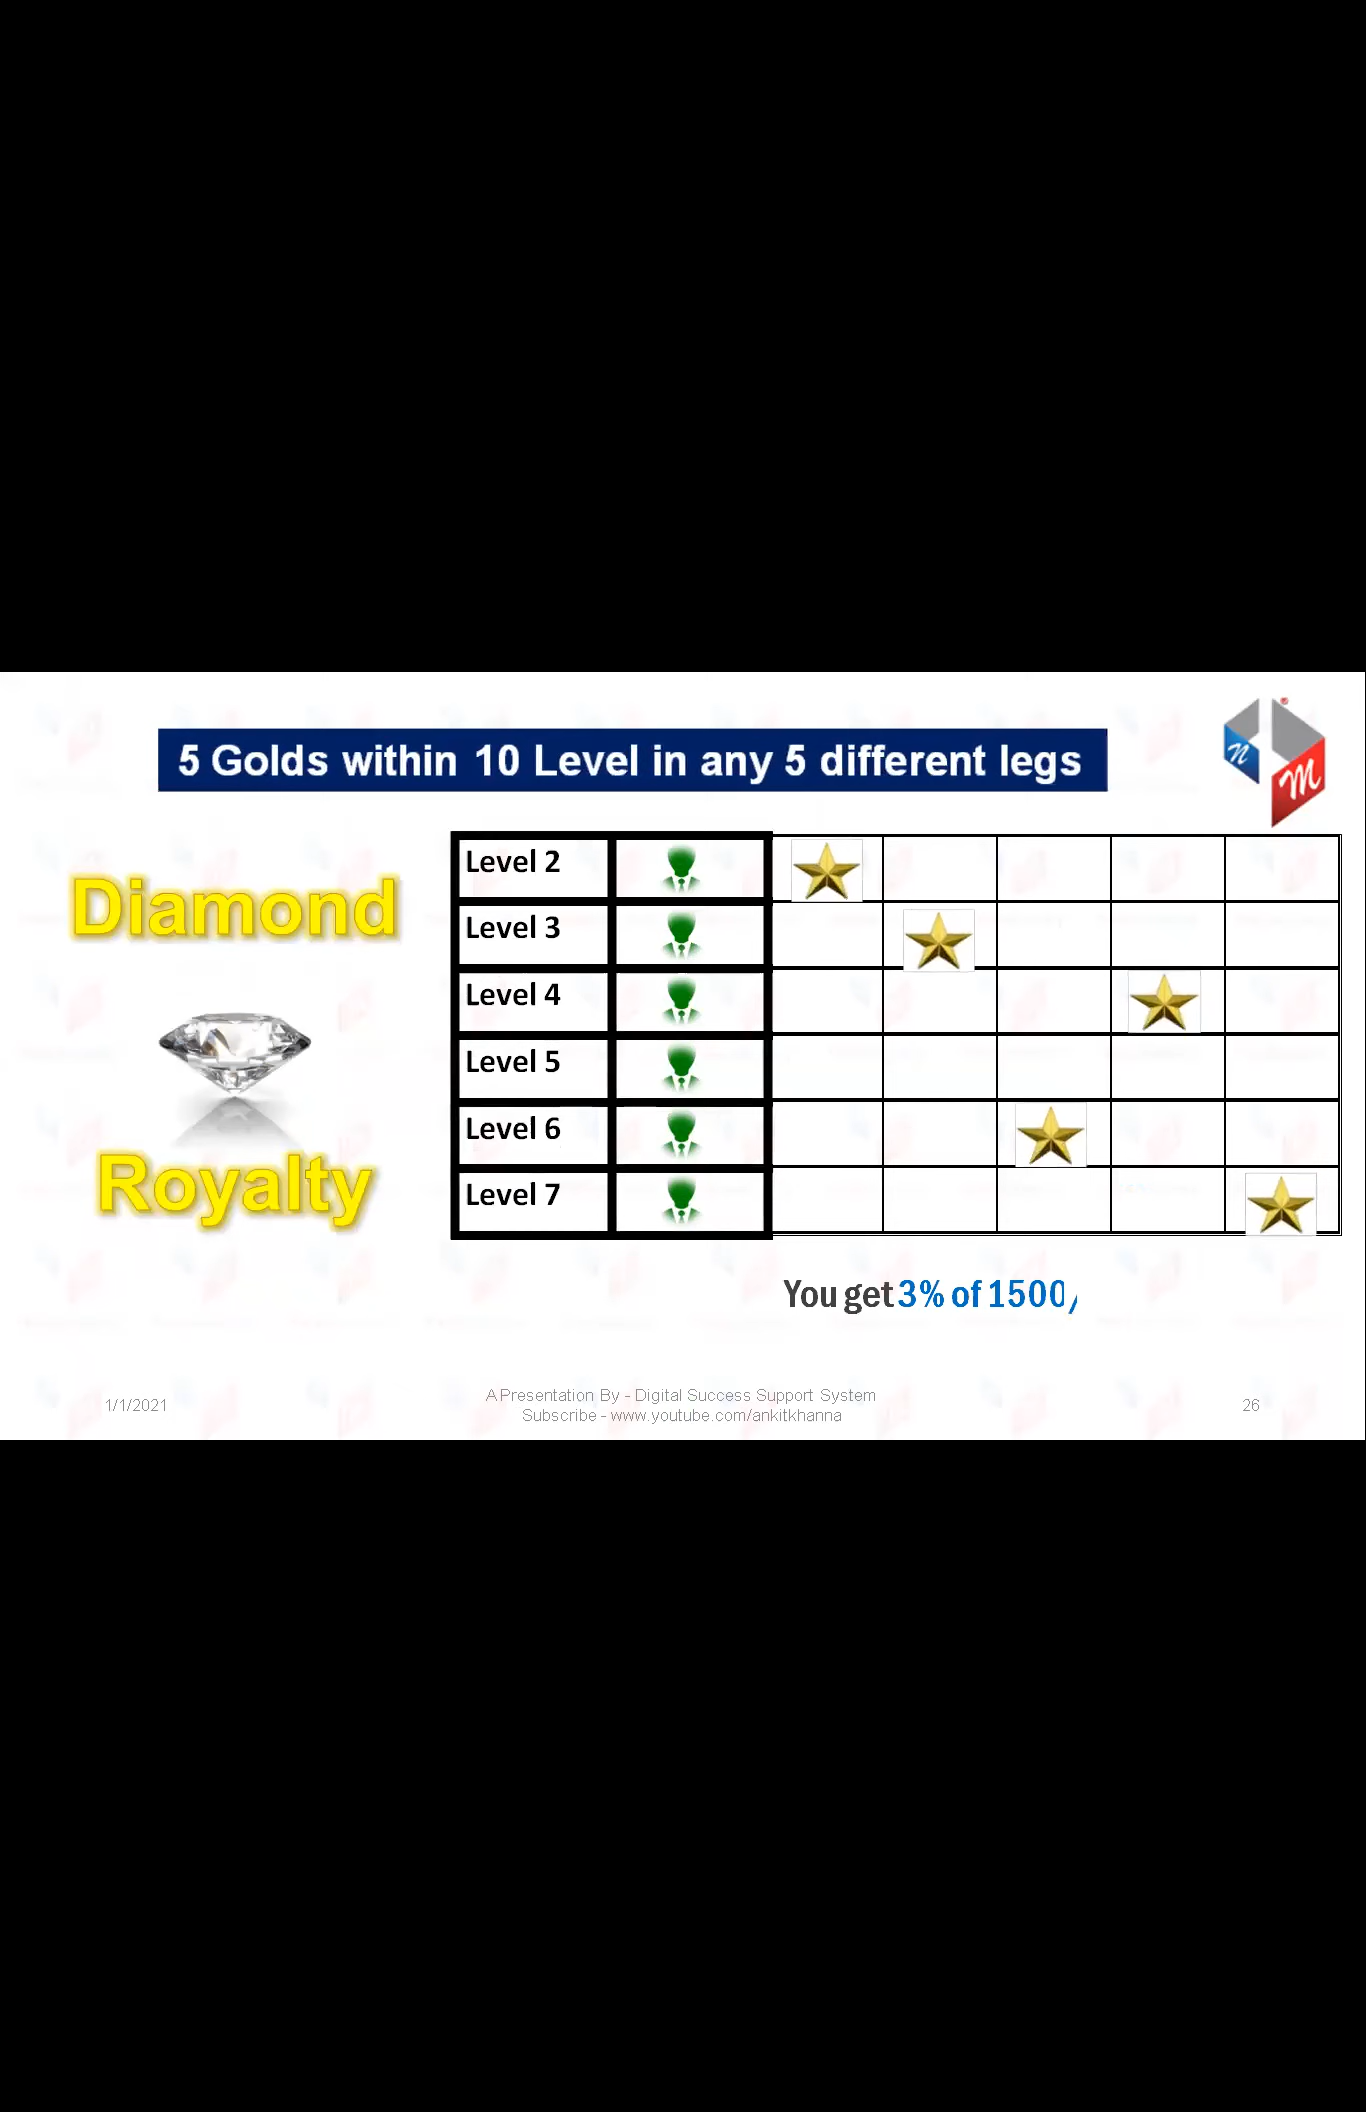 5 Golds within 10 Level in any 5 different legs
n
m
Diamond
Royalty
Level 2
Level 3
Level 4
Level 5
Level 6
Level 7
You get 3% of 1500/
1/1/2021
A Presentation By - Digital Success Support System
Subscribe - www.youtube.com/ankitkhanna
26